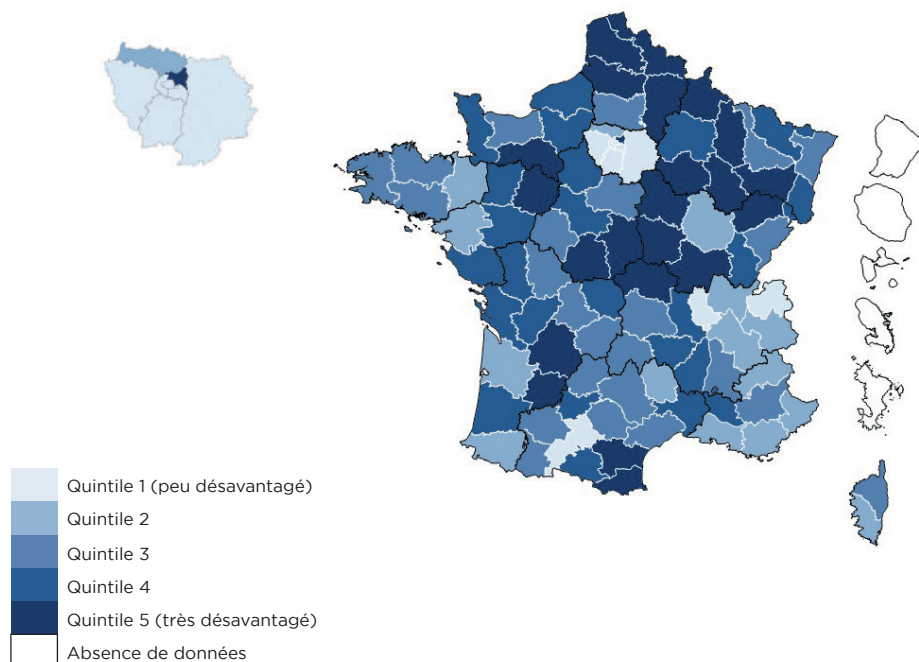 Quintile 1 (peu désavantagé)
Quintile 2
Quintile 3
Quintile 4
Quintile 5 (très désavantagé)
Absence de données